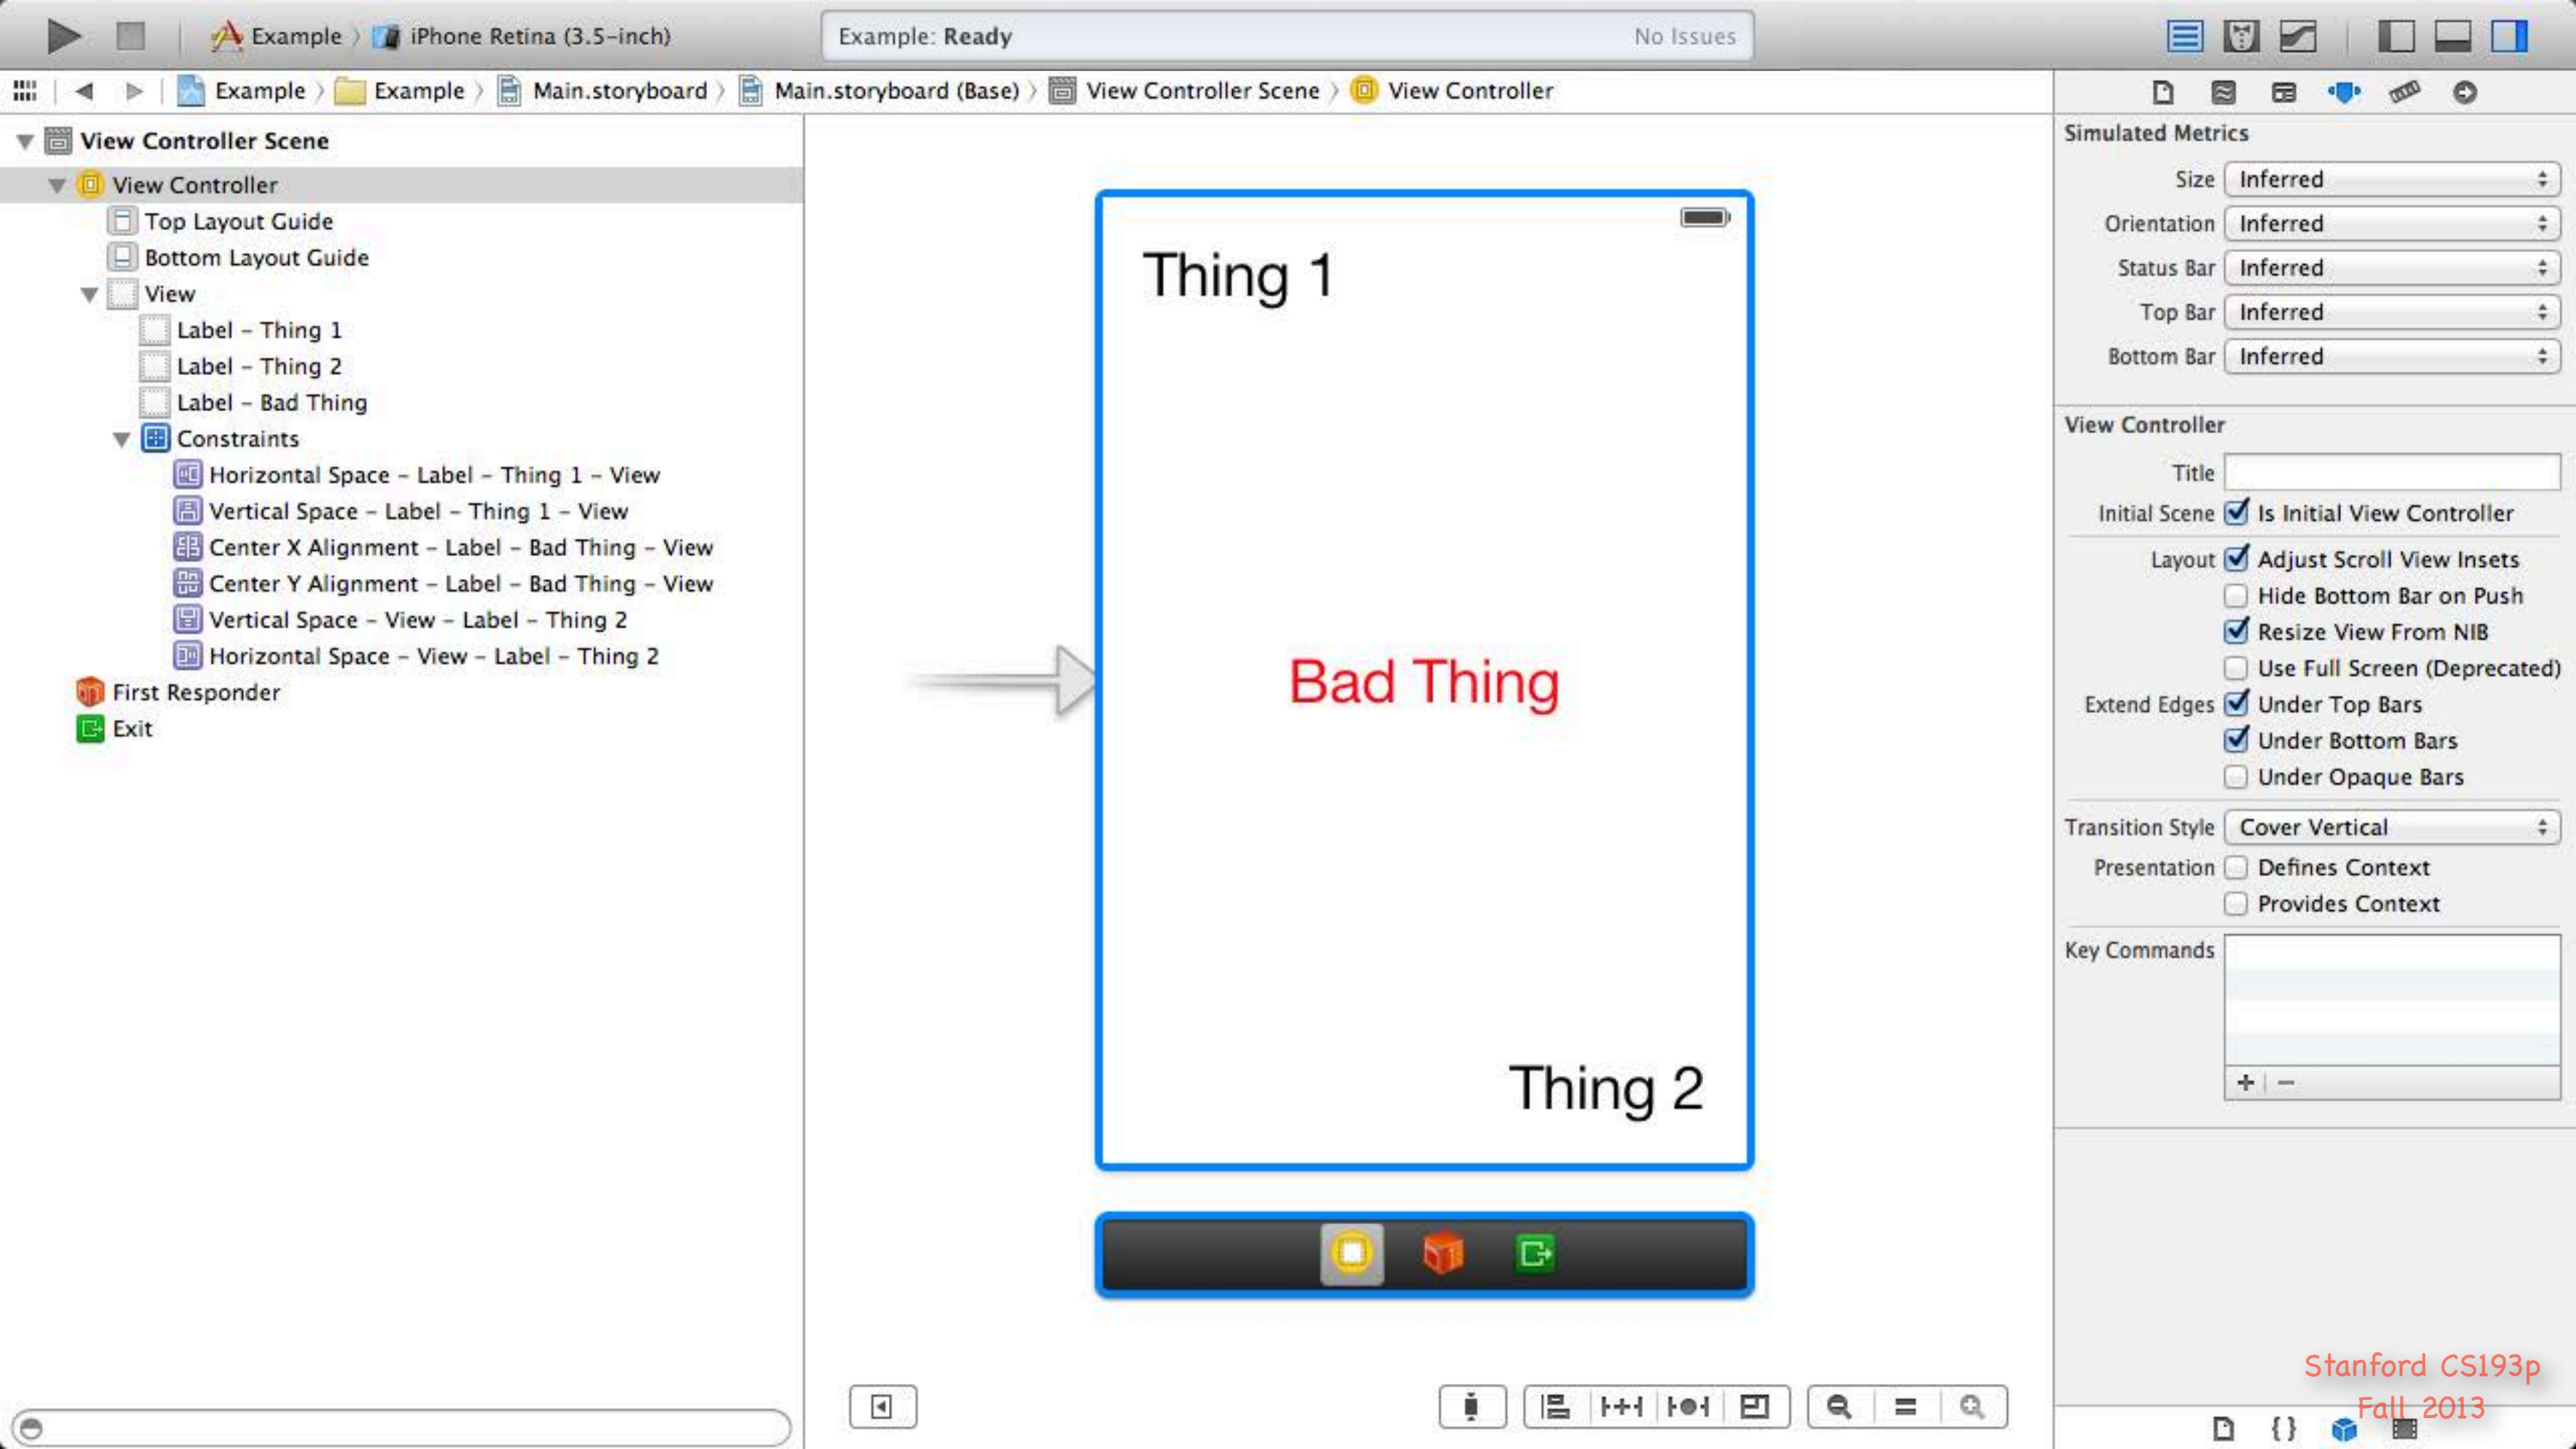 Example 〉 iPhone Retina (3.5-inch)
Example: Ready
No Issues
Example 〉 Example 〉 Main.storyboard 〉 Main.storyboard (Base) 〉 View Controller Scene 〉 View Controller
View Controller Scene
View Controller
Top Layout Guide
Bottom Layout Guide
View
Label - Thing 1
Label - Thing 2
Label - Bad Thing
Constraints
Horizontal Space - Label - Thing 1 - View
Vertical Space - Label - Thing 1 - View
Center X Alignment - Label - Bad Thing - View
Center Y Alignment - Label - Bad Thing - View
Vertical Space - View - Label - Thing 2
Horizontal Space - View - Label - Thing 2
First Responder
Exit
Thing 1
Bad Thing
Thing 2
Simulated Metrics
Size Inferred
Orientation Inferred
Status Bar Inferred
Top Bar Inferred
Bottom Bar Inferred
View Controller
Title
Initial Scene Is Initial View Controller
Layout Adjust Scroll View Insets
Hide Bottom Bar on Push
Resize View From NIB
Use Full Screen (Deprecated)
Extend Edges Under Top Bars
Under Bottom Bars
Under Opaque Bars
Transition Style Cover Vertical
Presentation Defines Context
Provides Context
Key Commands
Stanford CS193p
Fall 2013